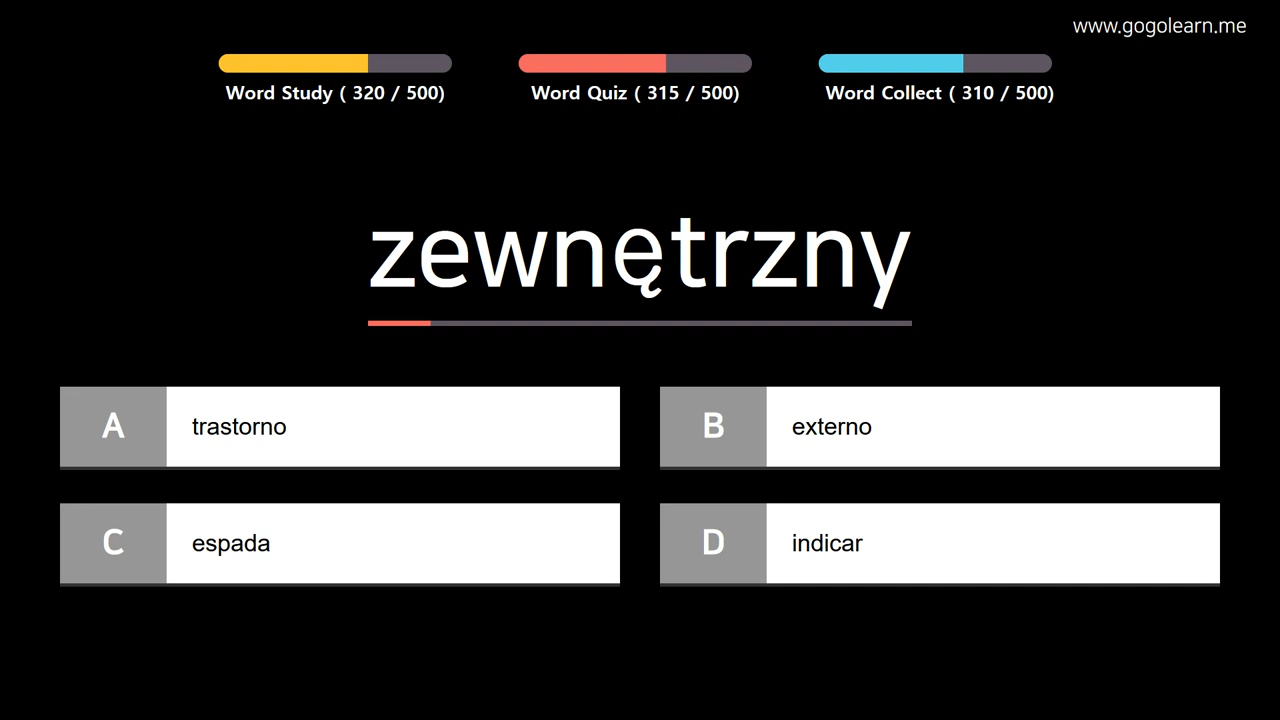 www.gogolearn.me
Word Study ( 320 / 500)
Word Quiz ( 315 / 500)
Word Collect ( 310 / 500)
zewnętrzny
A trastorno
B externo
C espada
D indicar